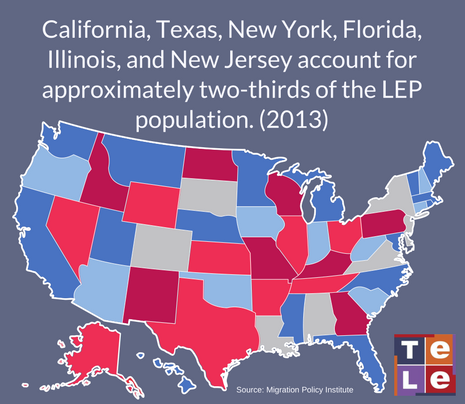 California, Texas, New York, Florida,
Illinois, and New Jersey account for
approximately two-thirds of the LEP
population. (2013)
Source: Migration Policy Institute
T e
L e